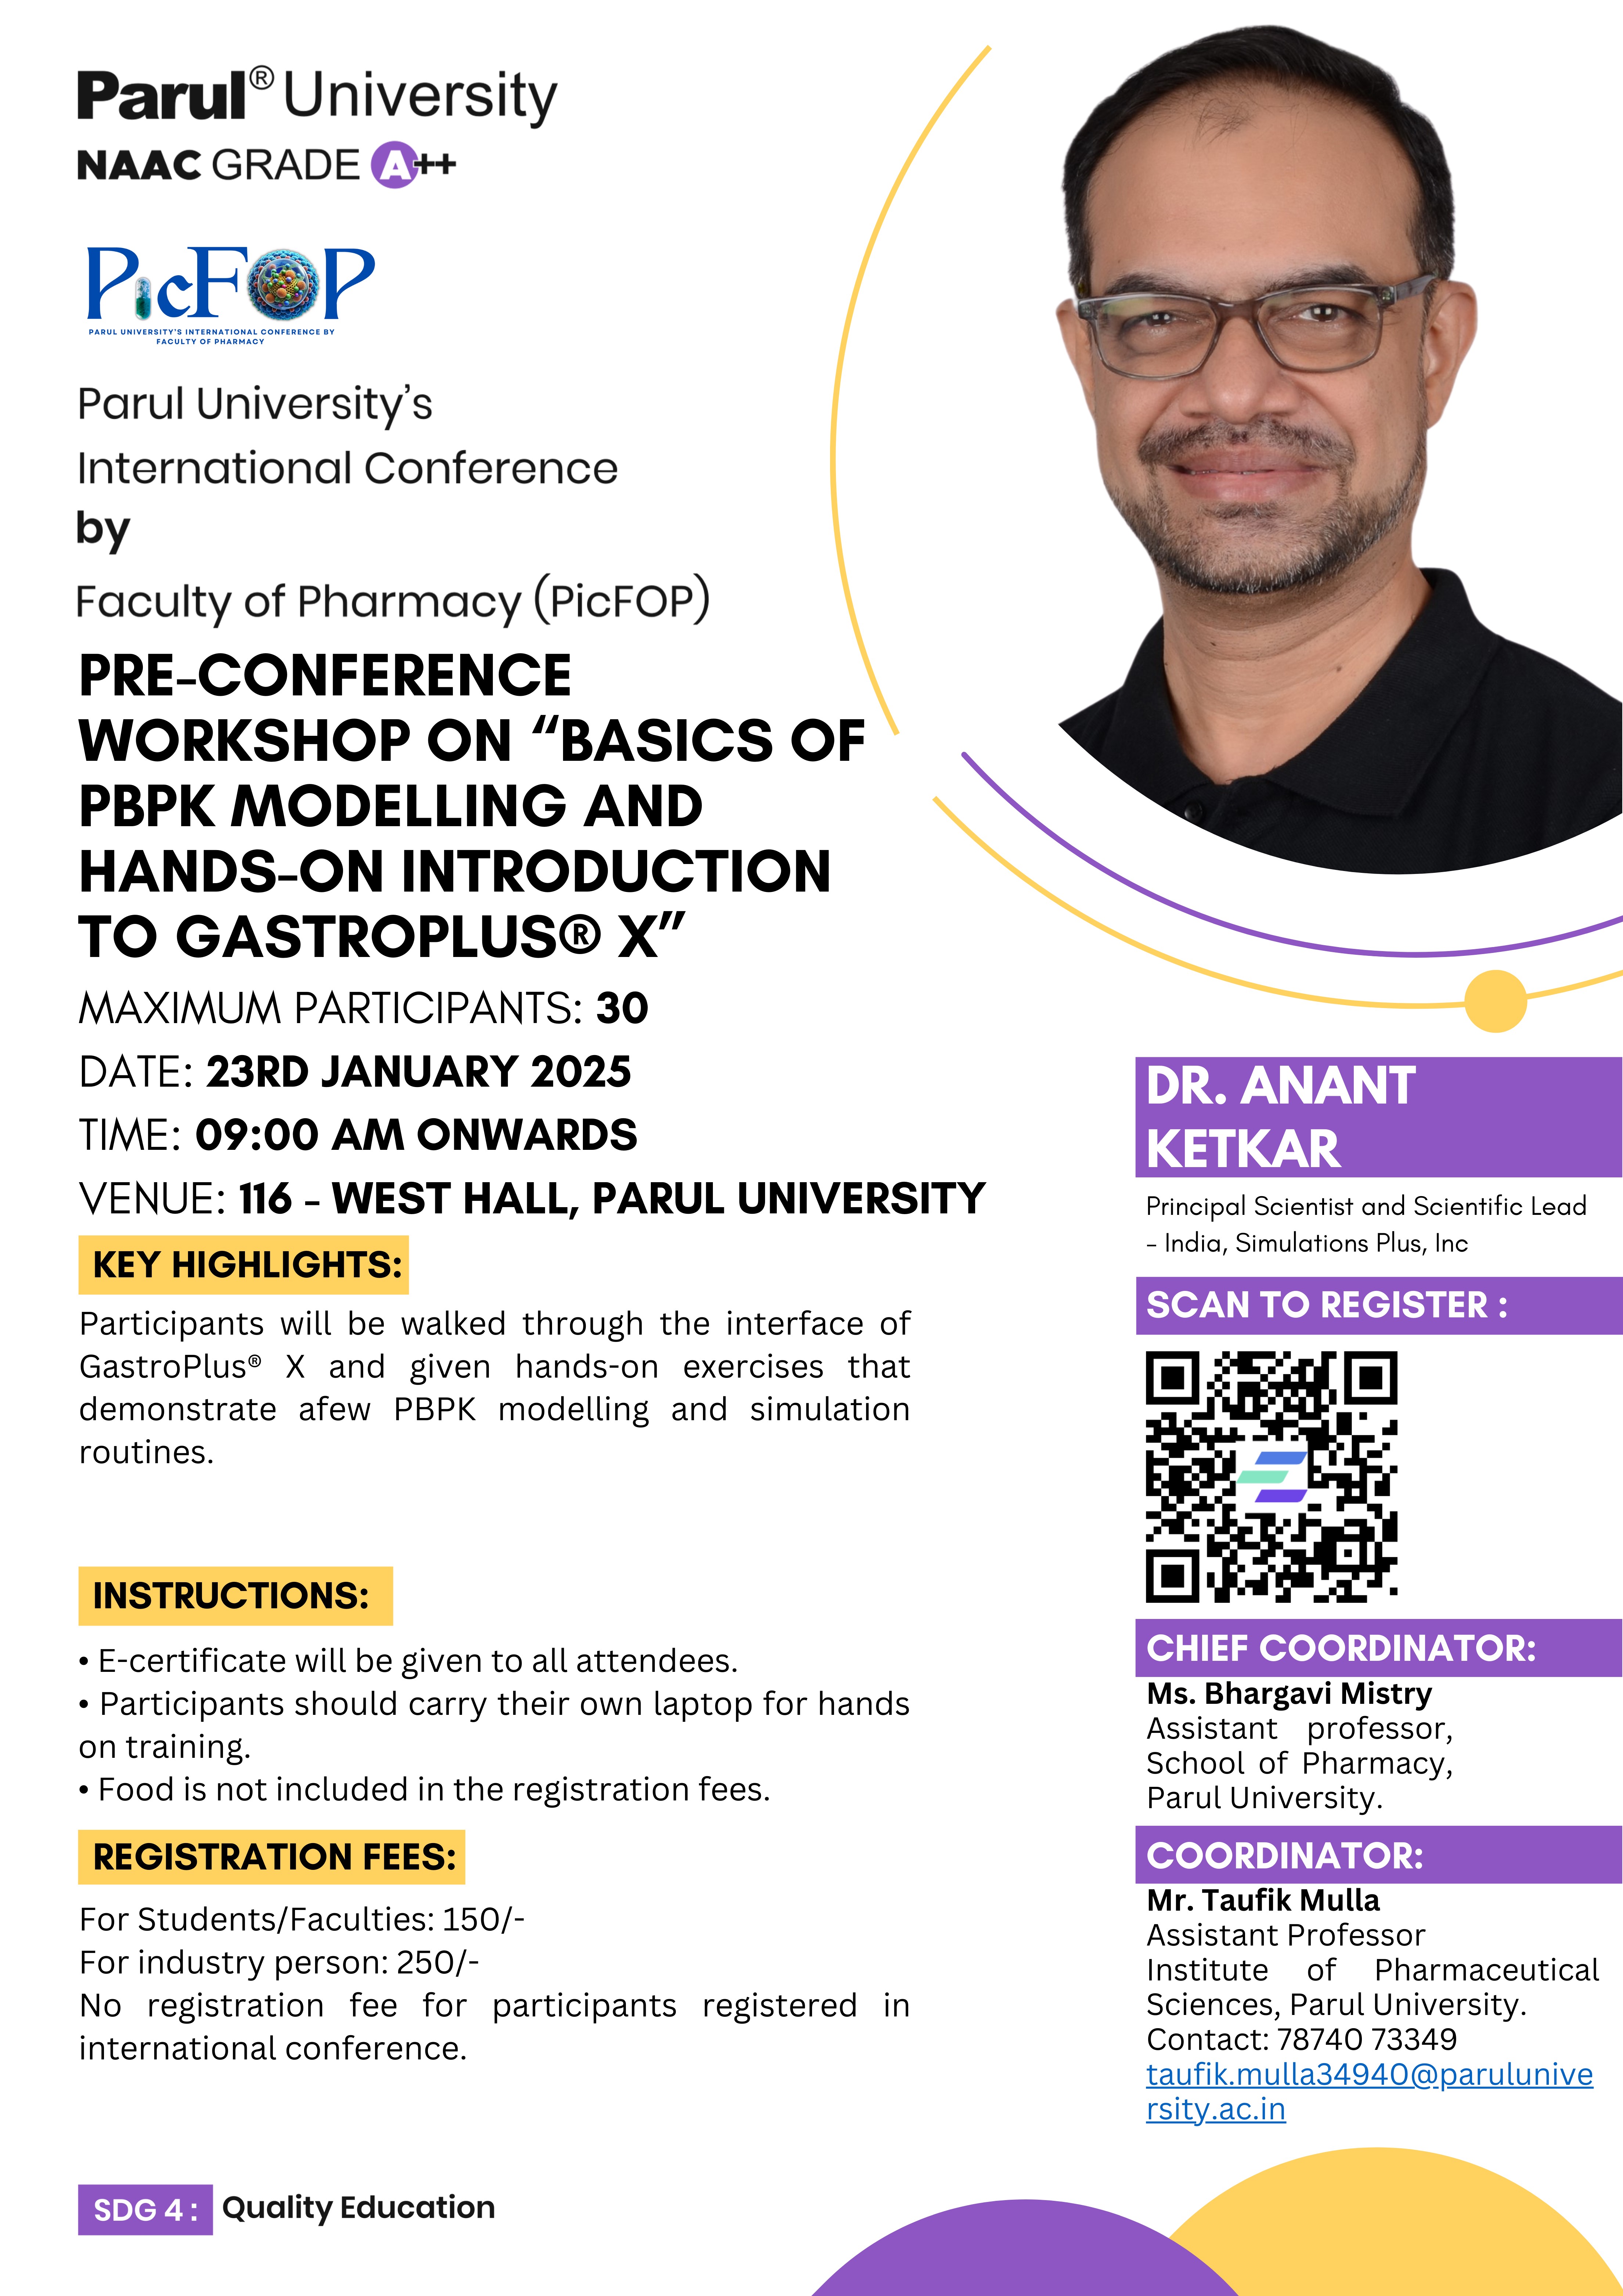 Parul® University
NAAC GRADE A++
PicFOP
PARUL UNIVERSITY'S INTERNATIONAL CONFERENCE BY
FACULTY OF PHARMACY
Parul University's
International Conference
by
Faculty of Pharmacy (PicFOP)
PRE-CONFERENCE
WORKSHOP ON “BASICS OF
PBPK MODELLING AND
HANDS-ON INTRODUCTION
TO GASTROPLUS® X”
MAXIMUM PARTICIPANTS: 30
DATE: 23RD JANUARY 2025
TIME: 09:00 AM ONWARDS
VENUE: 116 - WEST HALL, PARUL UNIVERSITY
KEY HIGHLIGHTS:
Participants will be walked through the interface of
GastroPlus® X and given hands-on exercises that
demonstrate afew PBPK modelling and simulation
routines.
INSTRUCTIONS:
• E-certificate will be given to all attendees.
• Participants should carry their own laptop for hands
on training.
• Food is not included in the registration fees.
REGISTRATION FEES:
For Students/Faculties: 150/-
For industry person: 250/-
No registration fee for participants registered in
international conference.
SDG 4 : Quality Education
DR. ANANT
KETKAR
Principal Scientist and Scientific Lead
- India, Simulations Plus, Inc
SCAN TO REGISTER :
CHIEF COORDINATOR:
Ms. Bhargavi Mistry
Assistant professor,
School of Pharmacy,
Parul University.
COORDINATOR:
Mr. Taufik Mulla
Assistant Professor
Institute of Pharmaceutical
Sciences, Parul University.
Contact: 78740 73349
taufik.mulla34940@parulunive
rsity.ac.in